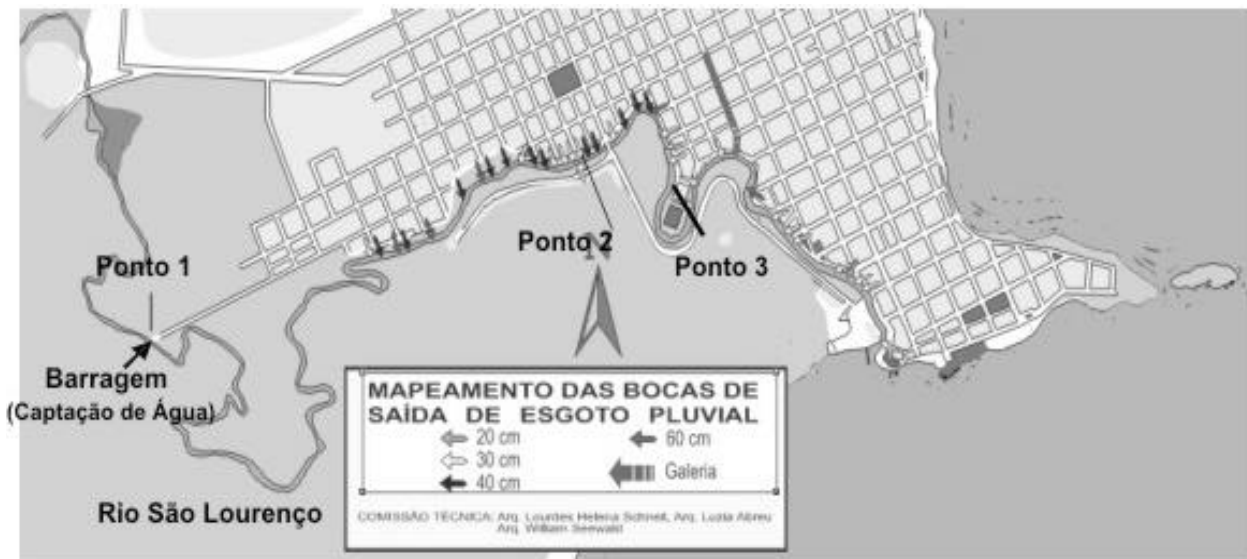 Ponto 1
Ponto 2
N
Ponto 3
Barragem
(Captação de Água)
Rio São Lourenço
MAPEAMENTO DAS BOCAS DE
SAÍDA DE ESGOTO PLUVIAL
20 cm
30 cm
40 cm
60 cm
Galeria
COMISSÃO TÉCNICA: Arq. Lourdes Helena Schmeil, Arq. Luzia Abreu
Arq. William Seewald